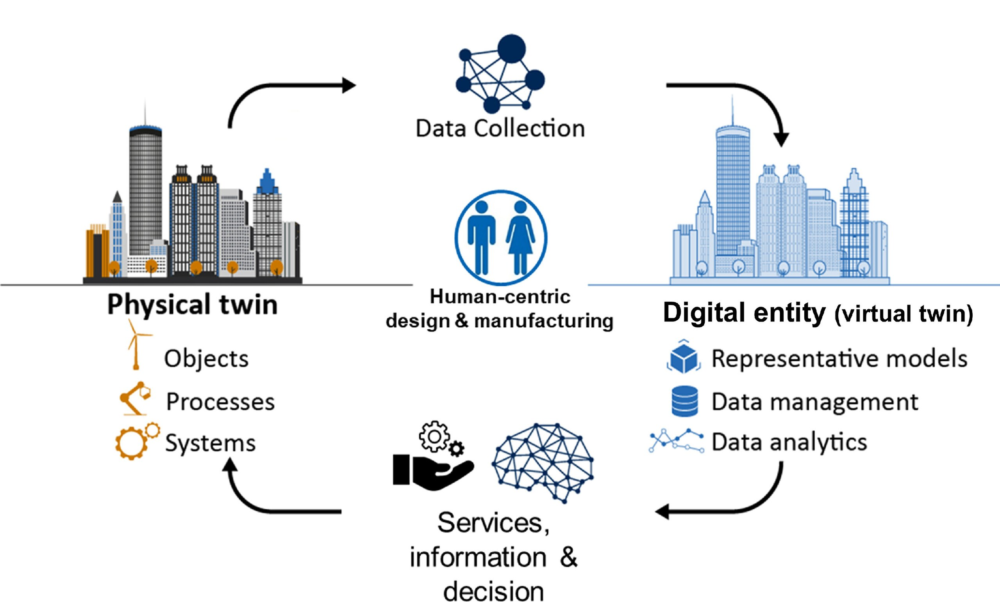 Data Collection
Human-centric
design & manufacturing
Physical twin
Objects
Processes
Systems
Digital entity (virtual twin)
Representative models
Data management
Data analytics
Services,
information &
decision